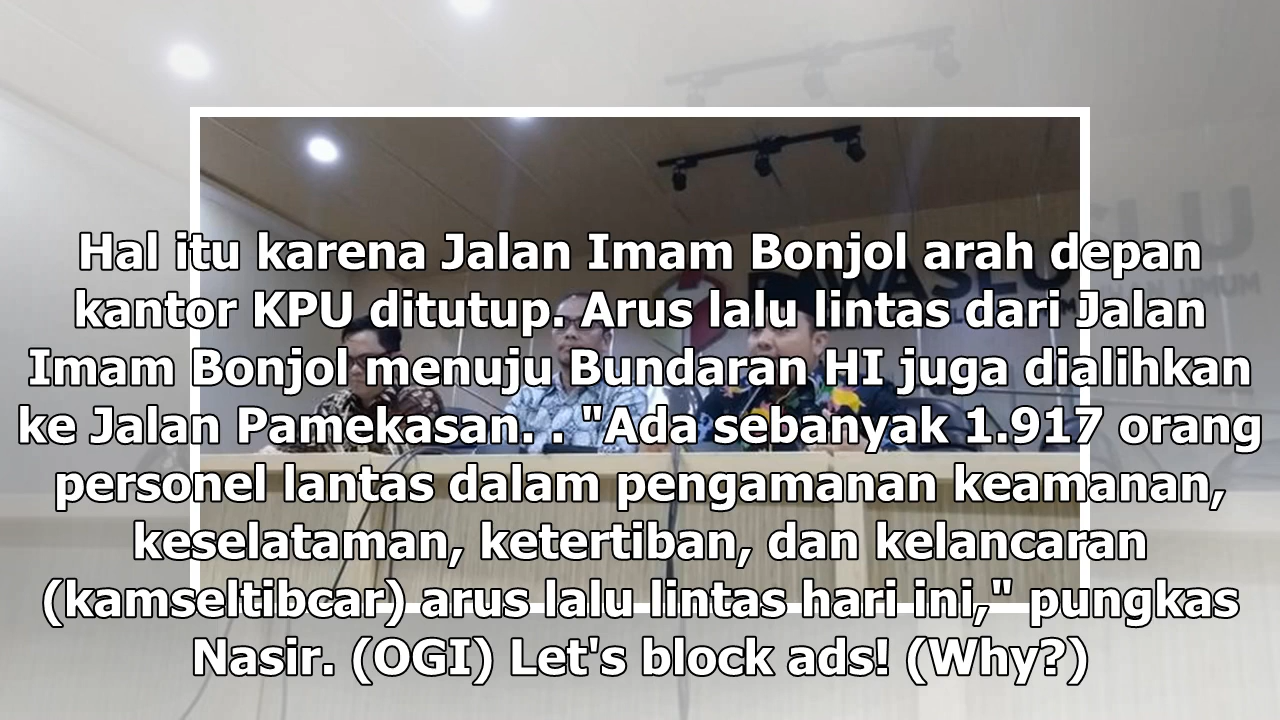 Hal itu karena Jalan Imam Bonjol arah depan
kantor KPU ditutup. Arus lalu lintas dari Jalan
Imam Bonjol menuju Bundaran HI juga dialihkan
ke Jalan Pamekasan. . "Ada sebanyak 1.917 orang
personel lantas dalam pengamanan keamanan,
keselataman, ketertiban, dan kelancaran
(kamseltibcar) arus lalu lintas hari ini," pungkas
Nasir. (OGI) Let's block ads! (Why?)
BAWASLU
UMUM